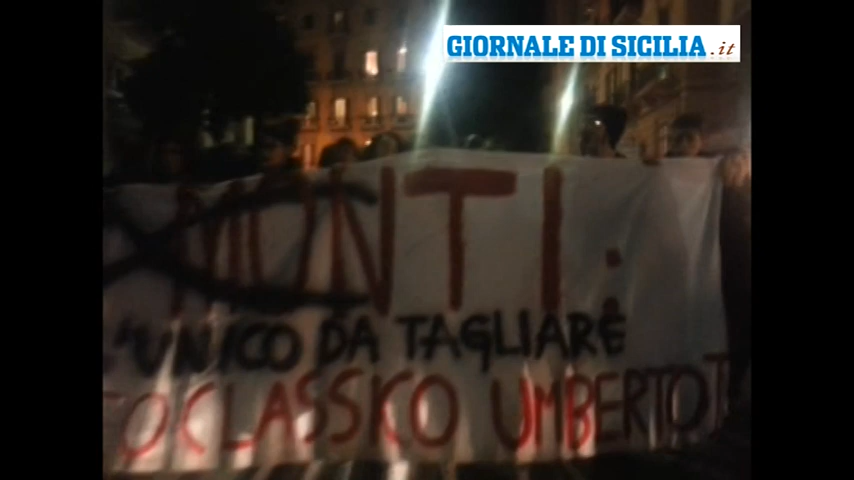 GIORNALE DI SICILIA.it
MONTI:
L'UNICO DA TAGLIARE
CLASSICO UMBERTO